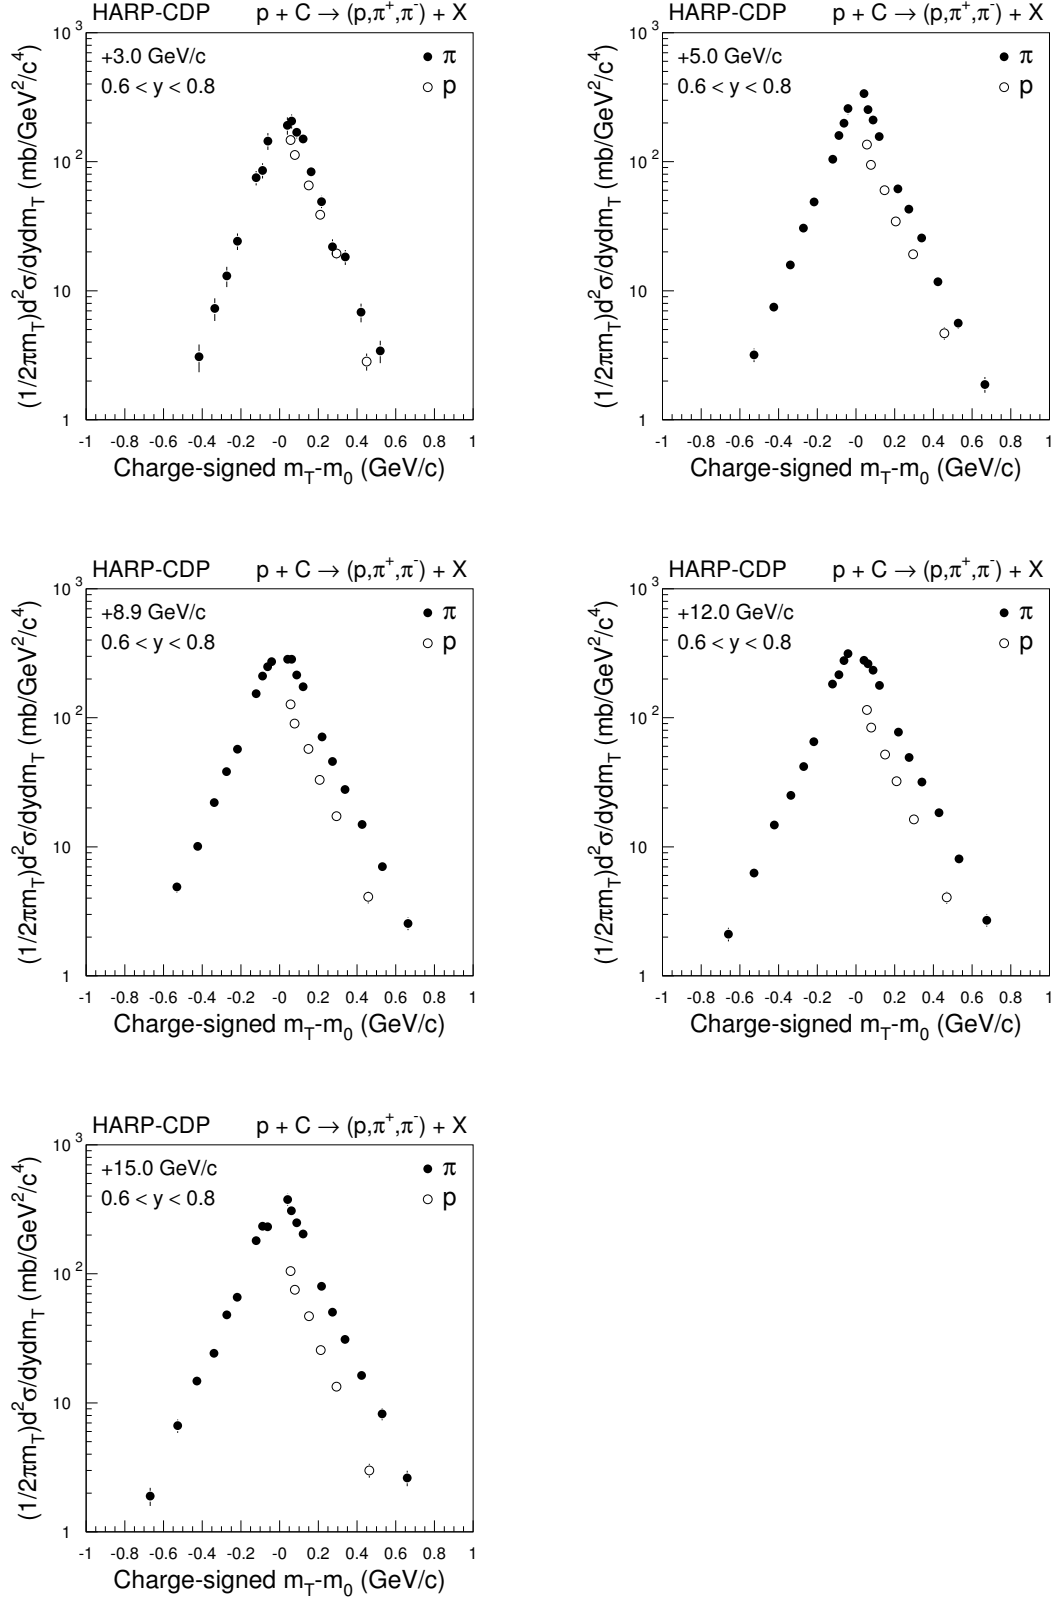 HARP-CDP p + C → (p,π⁺,π⁻) + X
+3.0 GeV/c
0.6 < y < 0.8
π
p
(1/2πm_T)d²σ/dydm_T (mb/GeV²/c⁴)
10³
10²
10
1
-1 -0.8 -0.6 -0.4 -0.2 -0 0.2 0.4 0.6 0.8 1
Charge-signed m_T-m_0 (GeV/c)
HARP-CDP p + C → (p,π⁺,π⁻) + X
+5.0 GeV/c
0.6 < y < 0.8
π
p
(1/2πm_T)d²σ/dydm_T (mb/GeV²/c⁴)
10³
10²
10
1
-1 -0.8 -0.6 -0.4 -0.2 -0 0.2 0.4 0.6 0.8 1
Charge-signed m_T-m_0 (GeV/c)
HARP-CDP p + C → (p,π⁺,π⁻) + X
+8.9 GeV/c
0.6 < y < 0.8
π
p
(1/2πm_T)d²σ/dydm_T (mb/GeV²/c⁴)
10³
10²
10
1
-1 -0.8 -0.6 -0.4 -0.2 -0 0.2 0.4 0.6 0.8 1
Charge-signed m_T-m_0 (GeV/c)
HARP-CDP p + C → (p,π⁺,π⁻) + X
+12.0 GeV/c
0.6 < y < 0.8
π
p
(1/2πm_T)d²σ/dydm_T (mb/GeV²/c⁴)
10³
10²
10
1
-1 -0.8 -0.6 -0.4 -0.2 -0 0.2 0.4 0.6 0.8 1
Charge-signed m_T-m_0 (GeV/c)
HARP-CDP p + C → (p,π⁺,π⁻) + X
+15.0 GeV/c
0.6 < y < 0.8
π
p
(1/2πm_T)d²σ/dydm_T (mb/GeV²/c⁴)
10³
10²
10
1
-1 -0.8 -0.6 -0.4 -0.2 -0 0.2 0.4 0.6 0.8 1
Charge-signed m_T-m_0 (GeV/c)